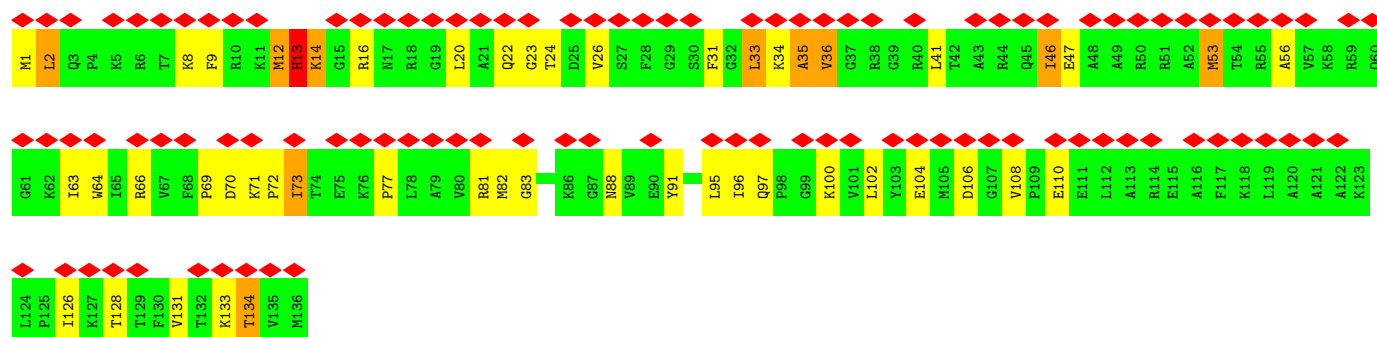 M1 L2 Q3 P4 K5 R6 T7 K8 F9 R10 K11 M12 H13 K14 G15 R16 N17 R18 G19 L20 A21 Q22 G23 T24 D25 V26 S27 F28 G29 S30 F31 G32 L33 K34 A35 V36 G37 R38 G39 R40 L41 T42 A43 R44 Q45 I46 E47 A48 A49 R50 R51 A52 M53 T54 R55 A56 V57 K58 R59 Q60
G61 K62 I63 W64 I65 R66 V67 F68 P69 D70 K71 P72 I73 T74 E75 K76 P77 L78 A79 V80 R81 M82 G83 K86 G87 N88 V89 E90 Y91 L95 I96 Q97 P98 G99 K100 V101 L102 Y103 E104 M105 D106 G107 V108 P109 E110 E111 L112 A113 R114 E115 A116 F117 K118 L119 A120 A121 A122 K123
L124 P125 I126 K127 T128 T129 F130 V131 T132 K133 T134 V135 M136